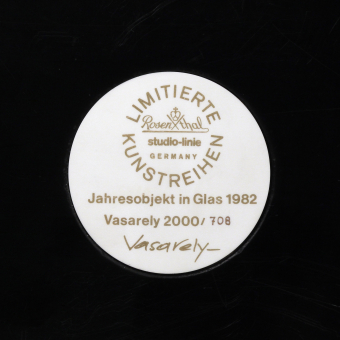 LIMITIERTE
Rosenthal
studio-linie
GERMANY
KUNSTREIHEN
Jahresobjekt in Glas 1982
Vasarely 2000/ 708
Vasarely